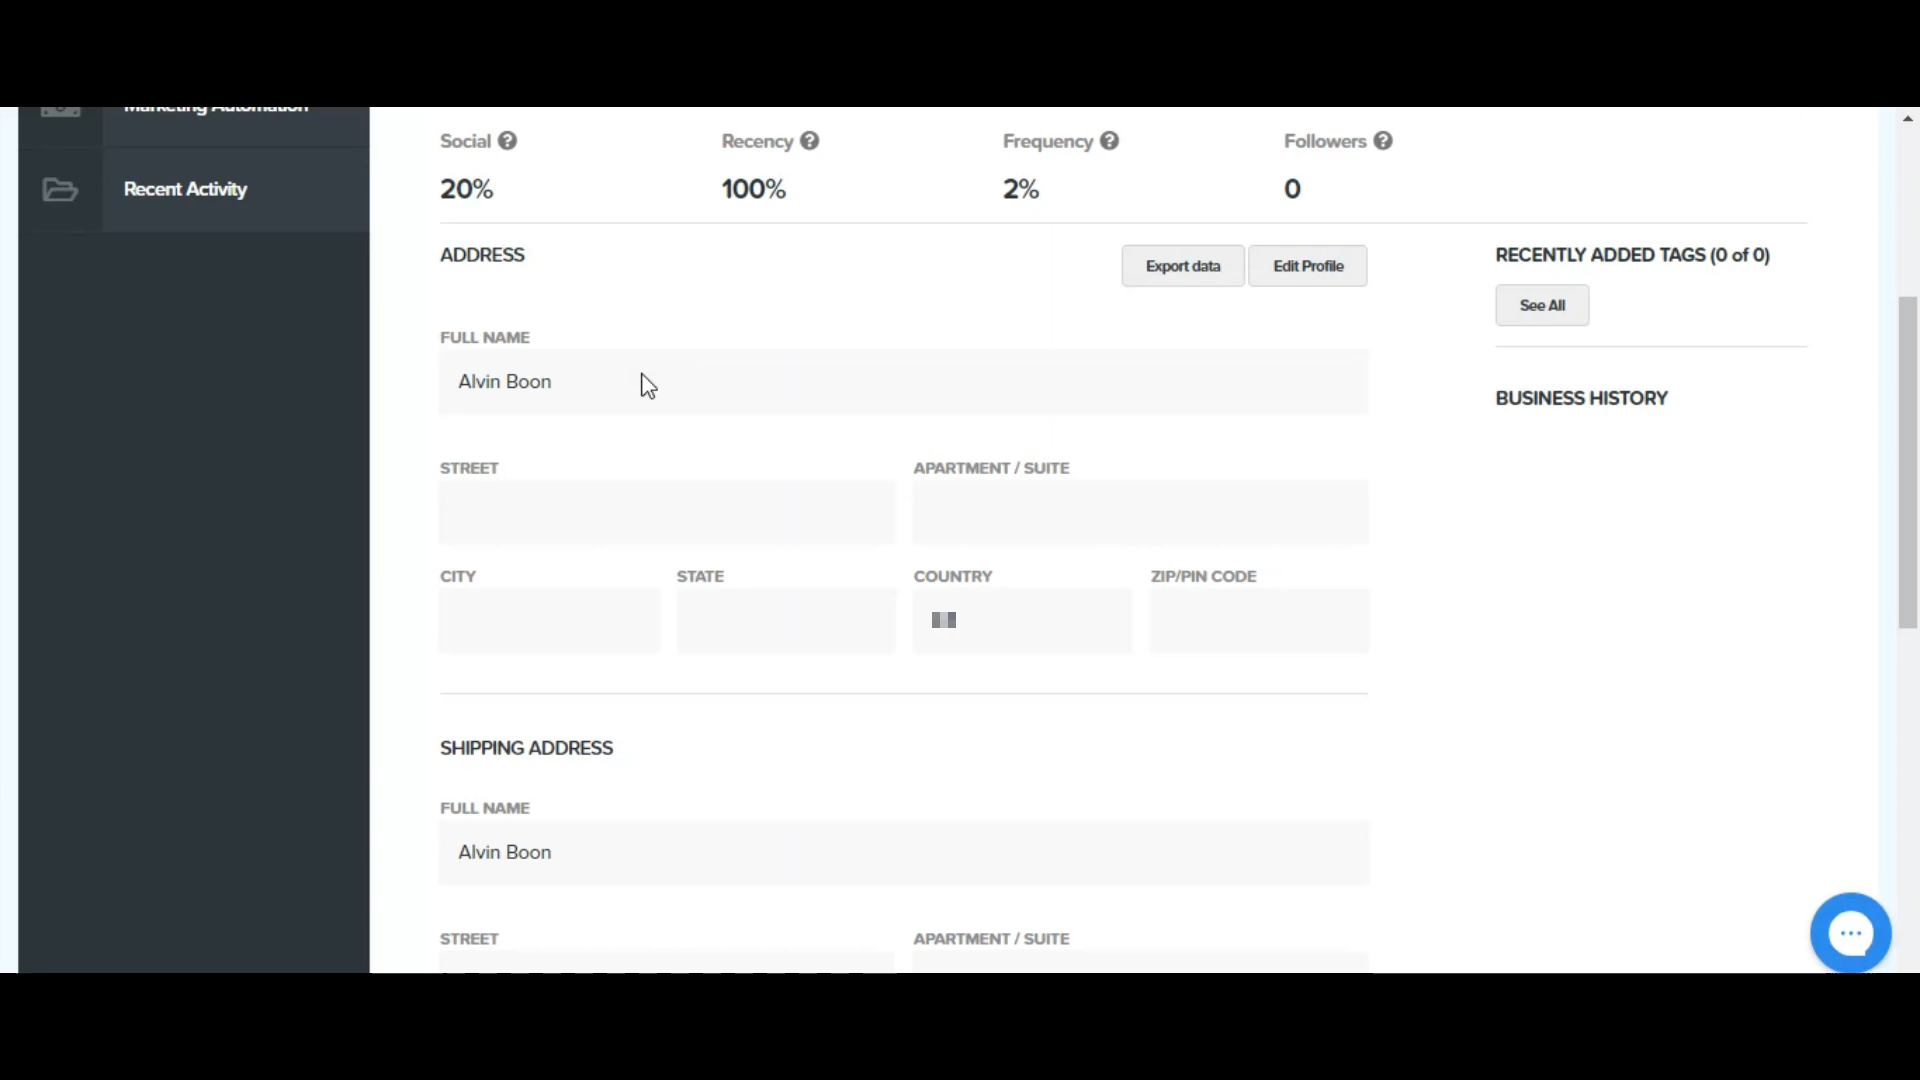 Marketing Automation
Recent Activity
Social Recency Frequency Followers
20% 100% 2% 0
ADDRESS
Export data Edit Profile
RECENTLY ADDED TAGS (0 of 0)
See All
FULL NAME
Alvin Boon
BUSINESS HISTORY
STREET APARTMENT / SUITE
CITY STATE COUNTRY ZIP/PIN CODE
SHIPPING ADDRESS
FULL NAME
Alvin Boon
STREET APARTMENT / SUITE